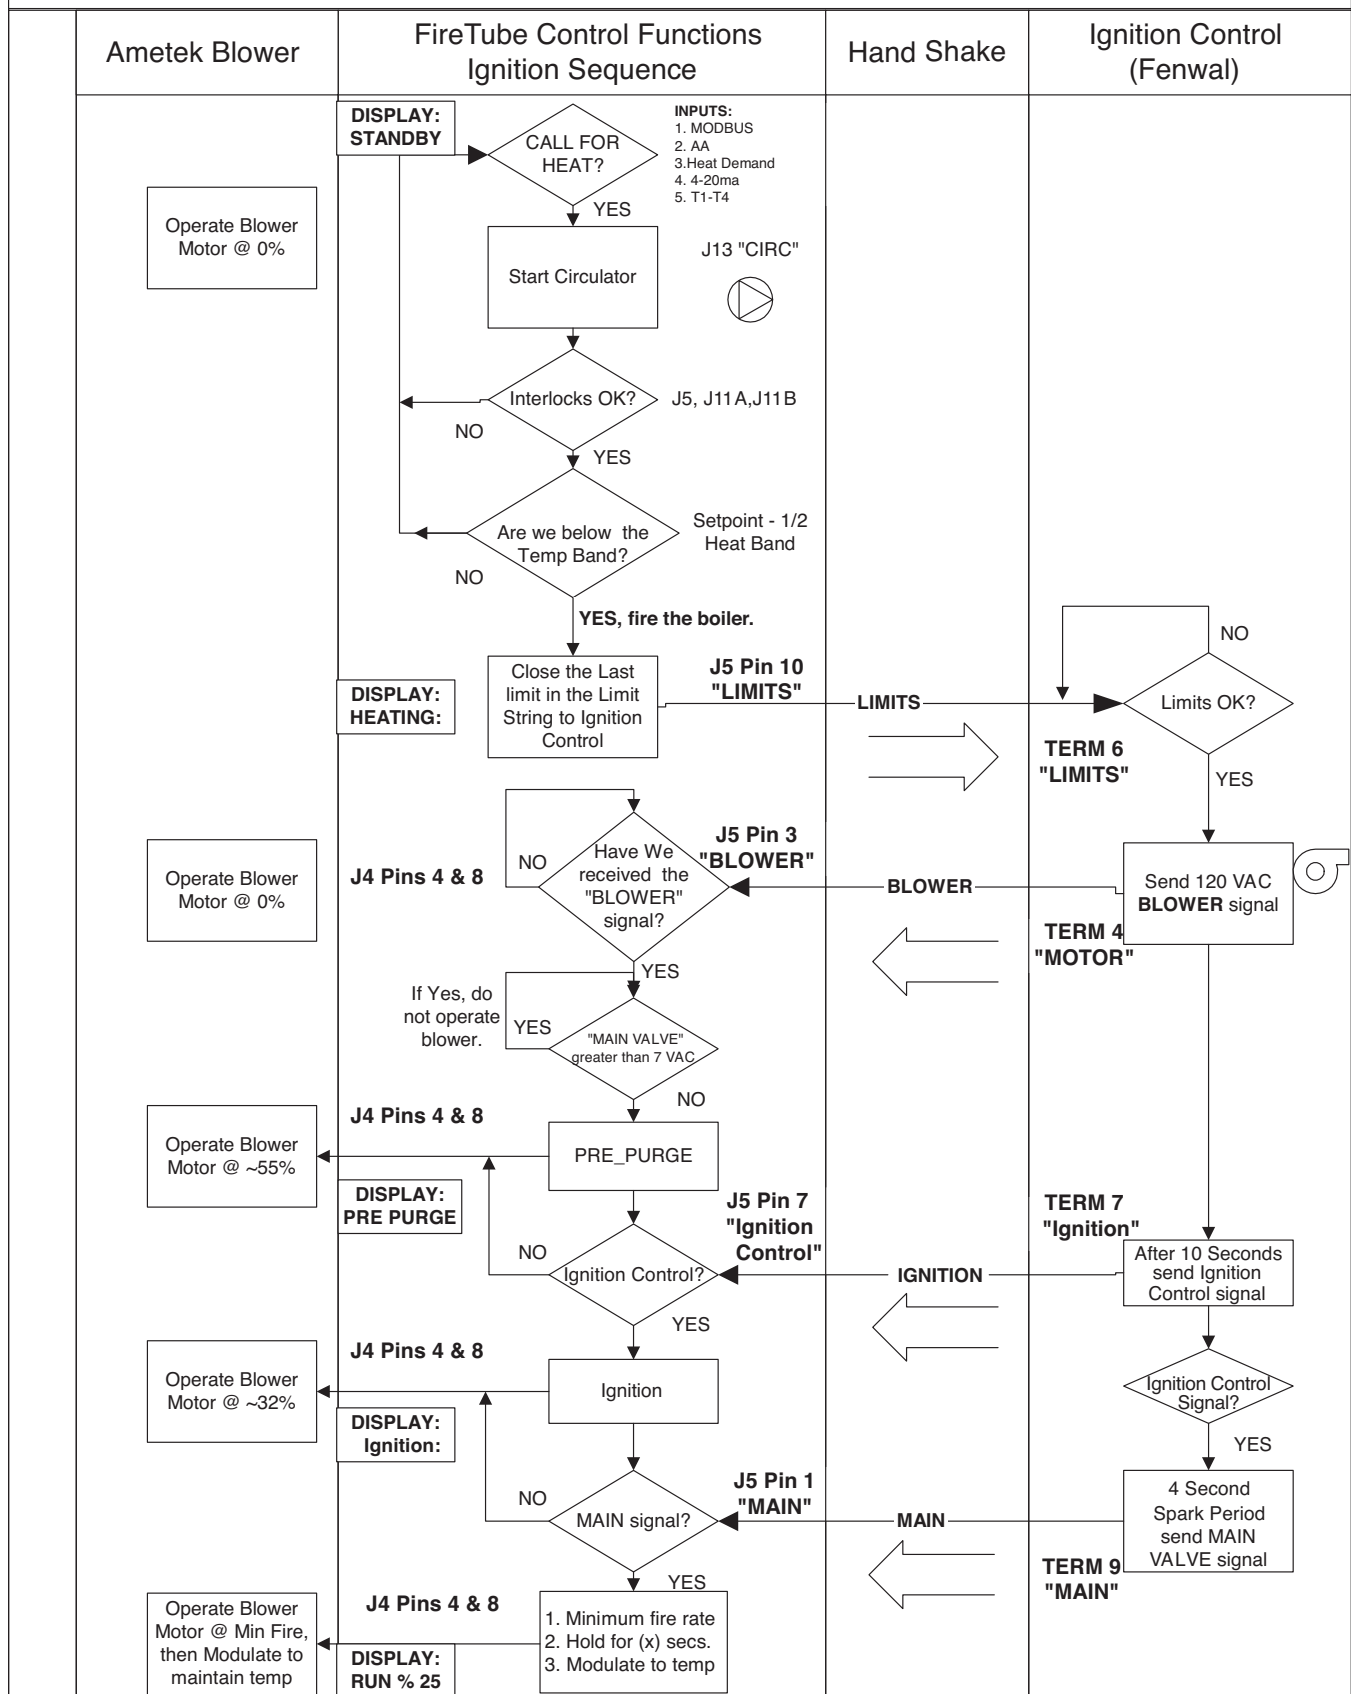 Ametek Blower
FireTube Control Functions
Ignition Sequence
Hand Shake
Ignition Control
(Fenwal)
DISPLAY:
STANDBY
CALL FOR
HEAT?
INPUTS:
1. MODBUS
2. AA
3.Heat Demand
4. 4-20ma
5. T1-T4
YES
Operate Blower
Motor @ 0%
Start Circulator
J13 "CIRC"
Interlocks OK?
J5, J11A,J11B
NO
YES
Are we below the
Temp Band?
Setpoint - 1/2
Heat Band
NO
YES, fire the boiler.
NO
Close the Last
limit in the Limit
String to Ignition
Control
DISPLAY:
HEATING:
J5 Pin 10
"LIMITS"
LIMITS
Limits OK?
TERM 6
"LIMITS"
YES
Operate Blower
Motor @ 0%
J4 Pins 4 & 8
NO
Have We
received the
"BLOWER"
signal?
J5 Pin 3
"BLOWER"
BLOWER
Send 120 VAC
BLOWER signal
TERM 4
"MOTOR"
YES
If Yes, do
not operate
blower.
YES
"MAIN VALVE"
greater than 7 VAC
NO
J4 Pins 4 & 8
Operate Blower
Motor @ ~55%
PRE_PURGE
DISPLAY:
PRE PURGE
J5 Pin 7
"Ignition
Control"
TERM 7
"Ignition"
NO
Ignition Control?
IGNITION
After 10 Seconds
send Ignition
Control signal
YES
J4 Pins 4 & 8
Operate Blower
Motor @ ~32%
Ignition
Ignition Control
Signal?
DISPLAY:
Ignition:
YES
NO
MAIN signal?
J5 Pin 1
"MAIN"
MAIN
4 Second
Spark Period
send MAIN
VALVE signal
TERM 9
"MAIN"
YES
J4 Pins 4 & 8
Operate Blower
Motor @ Min Fire,
then Modulate to
maintain temp
1. Minimum fire rate
2. Hold for (x) secs.
3. Modulate to temp
DISPLAY:
RUN % 25